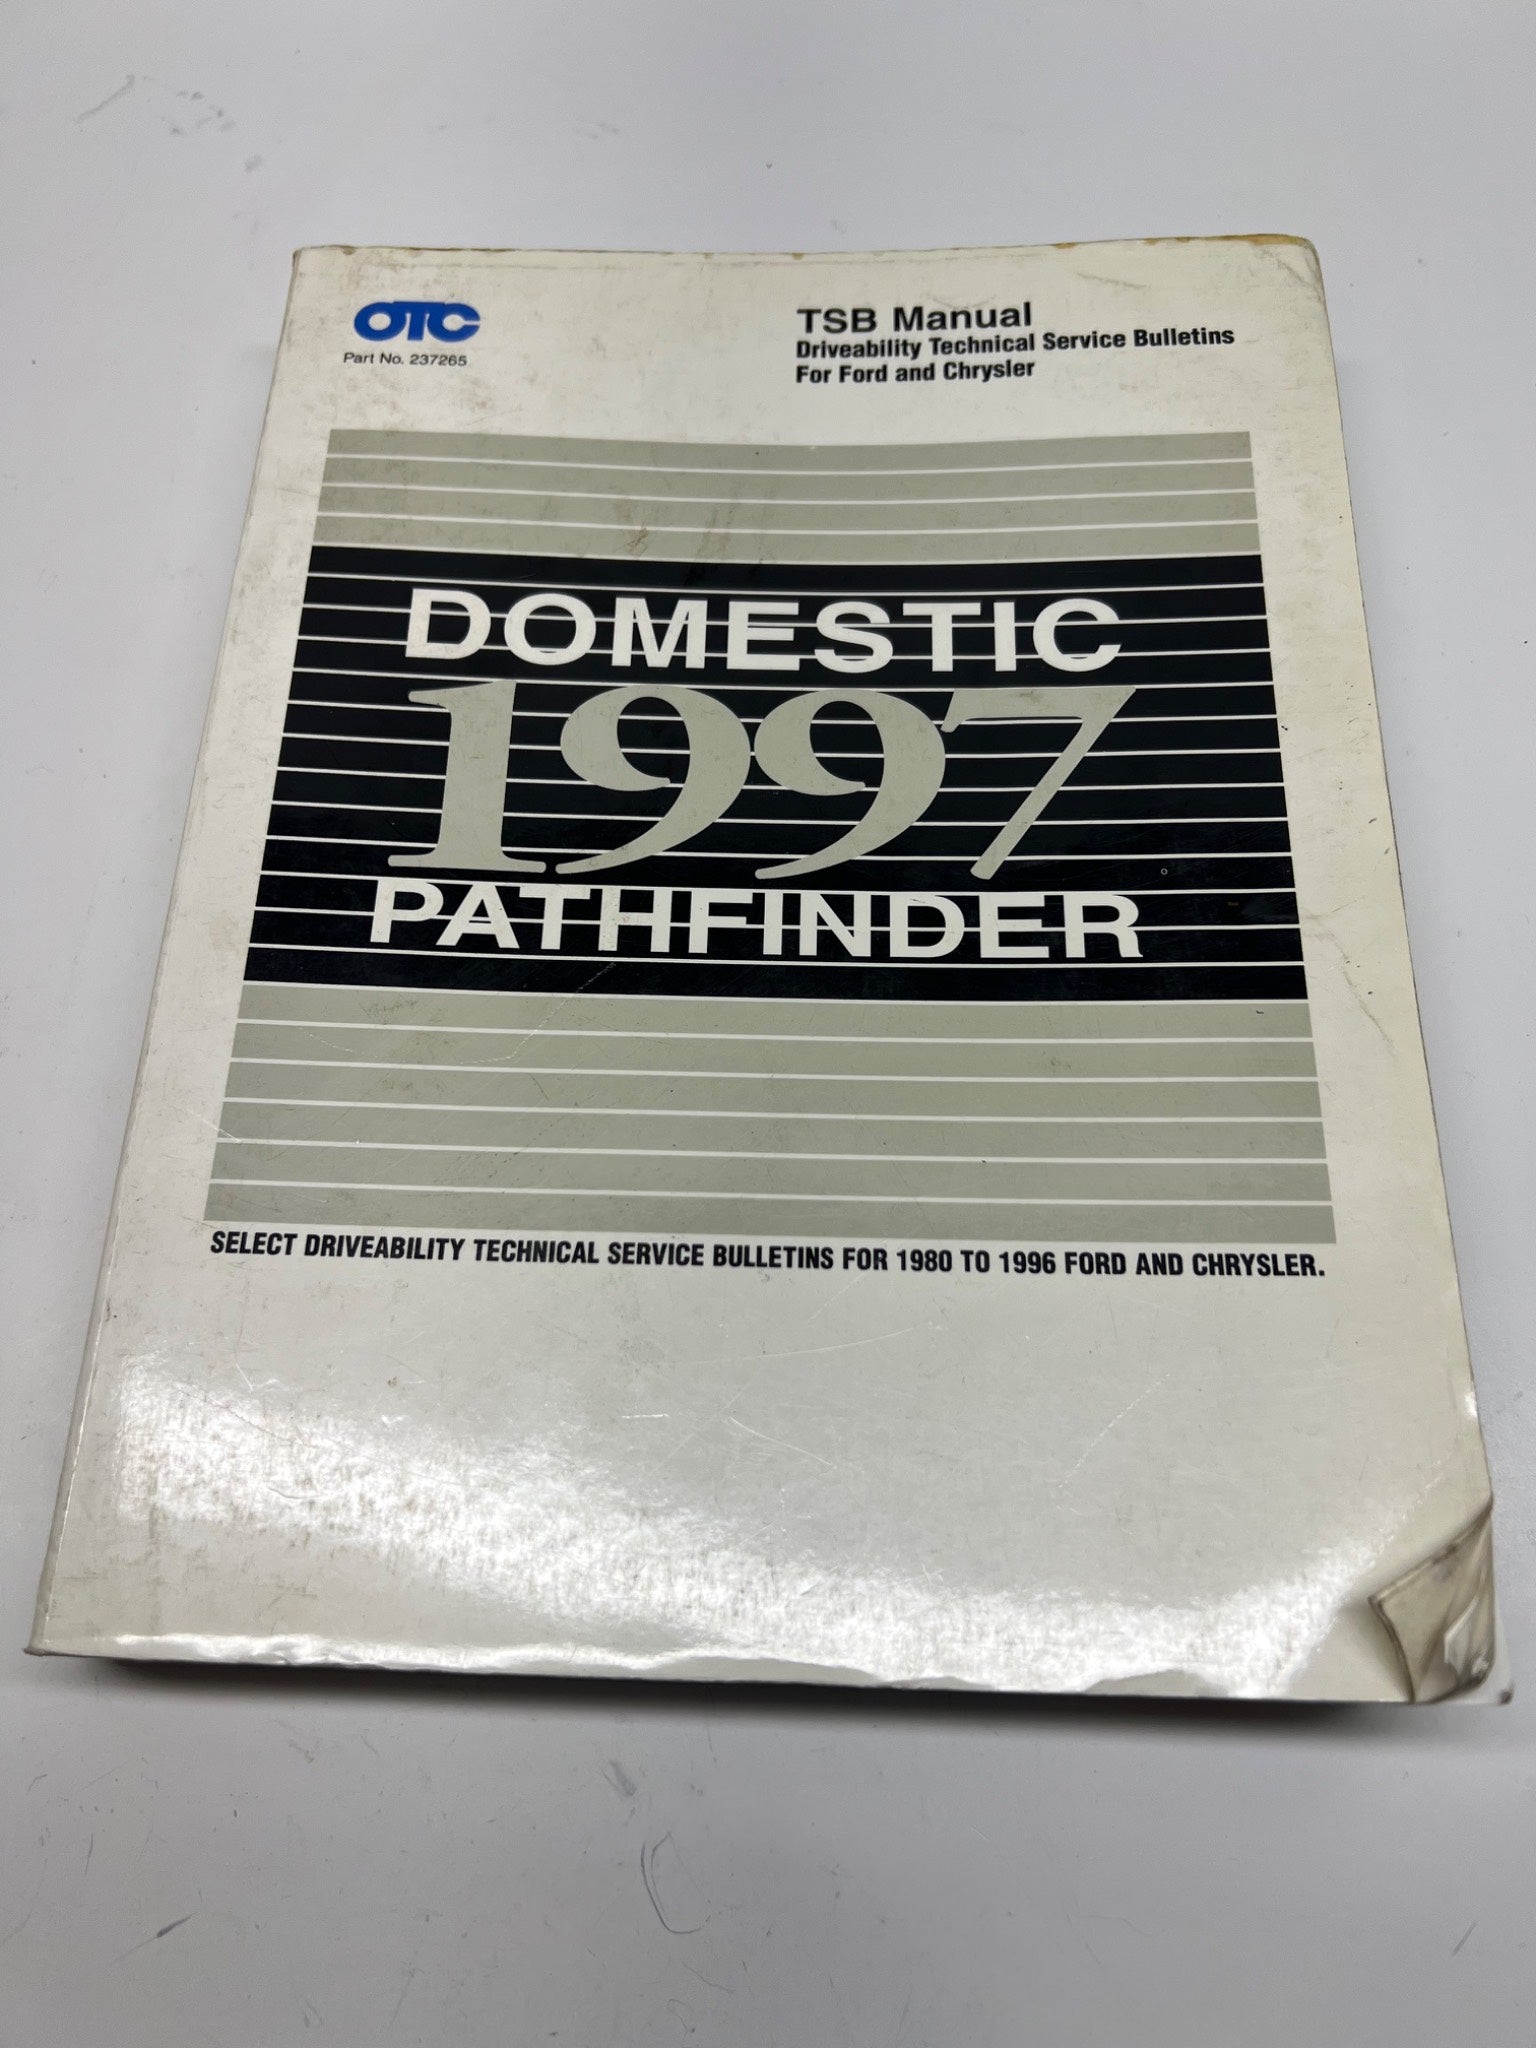 OTC
Part No. 237265
TSB Manual
Driveability Technical Service Bulletins
For Ford and Chrysler
DOMESTIC
1997
PATHFINDER
SELECT DRIVEABILITY TECHNICAL SERVICE BULLETINS FOR 1980 TO 1996 FORD AND CHRYSLER.